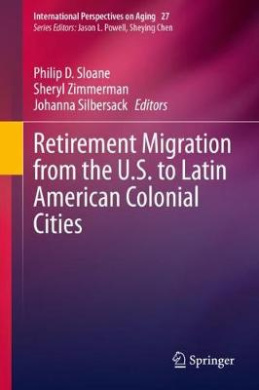 International Perspectives on Aging 27
Series Editors: Jason L. Powell, Sheying Chen
Philip D. Sloane
Sheryl Zimmerman
Johanna Silbersack Editors
Retirement Migration
from the U.S. to Latin
American Colonial
Cities
Springer